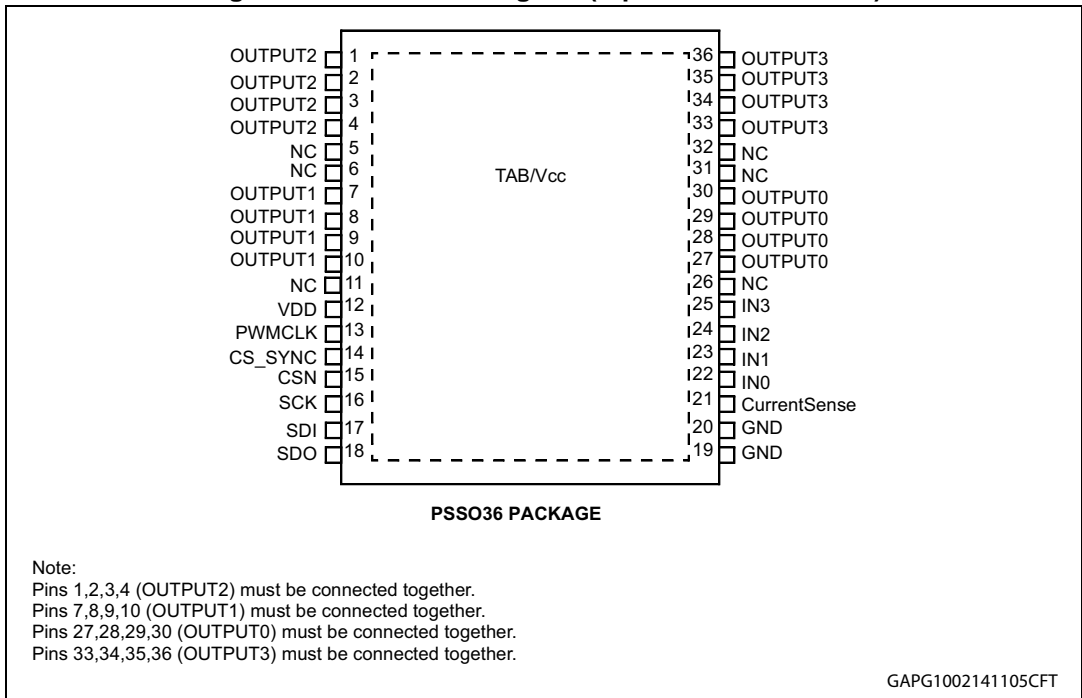 OUTPUT2 1
OUTPUT2 2
OUTPUT2 3
OUTPUT2 4
NC 5
NC 6
OUTPUT1 7
OUTPUT1 8
OUTPUT1 9
OUTPUT1 10
NC 11
VDD 12
PWMCLK 13
CS_SYNC 14
CSN 15
SCK 16
SDI 17
SDO 18
TAB/Vcc
36 OUTPUT3
35 OUTPUT3
34 OUTPUT3
33 OUTPUT3
32 NC
31 NC
30 OUTPUT0
29 OUTPUT0
28 OUTPUT0
27 OUTPUT0
26 NC
25 IN3
24 IN2
23 IN1
22 IN0
21 CurrentSense
20 GND
19 GND
PSSO36 PACKAGE
Note:
Pins 1,2,3,4 (OUTPUT2) must be connected together.
Pins 7,8,9,10 (OUTPUT1) must be connected together.
Pins 27,28,29,30 (OUTPUT0) must be connected together.
Pins 33,34,35,36 (OUTPUT3) must be connected together.
GAPG1002141105CFT